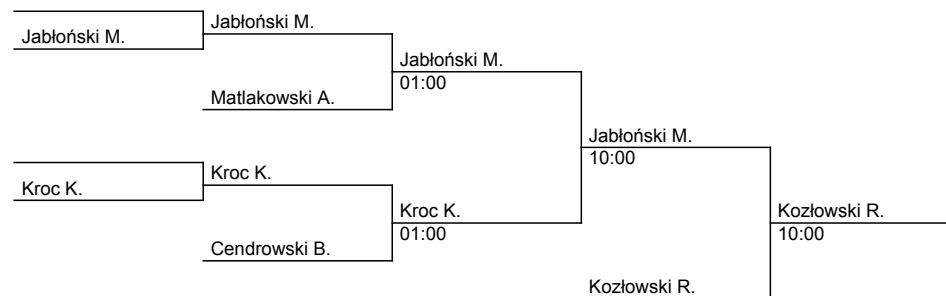 Jabłoński M.
Jabłoński M.
Jabłoński M.
01:00
Matlakowski A.
Jabłoński M.
10:00
Kroc K.
Kroc K.
Kroc K.
01:00
Cendrowski B.
Kozłowski R.
10:00
Kozłowski R.